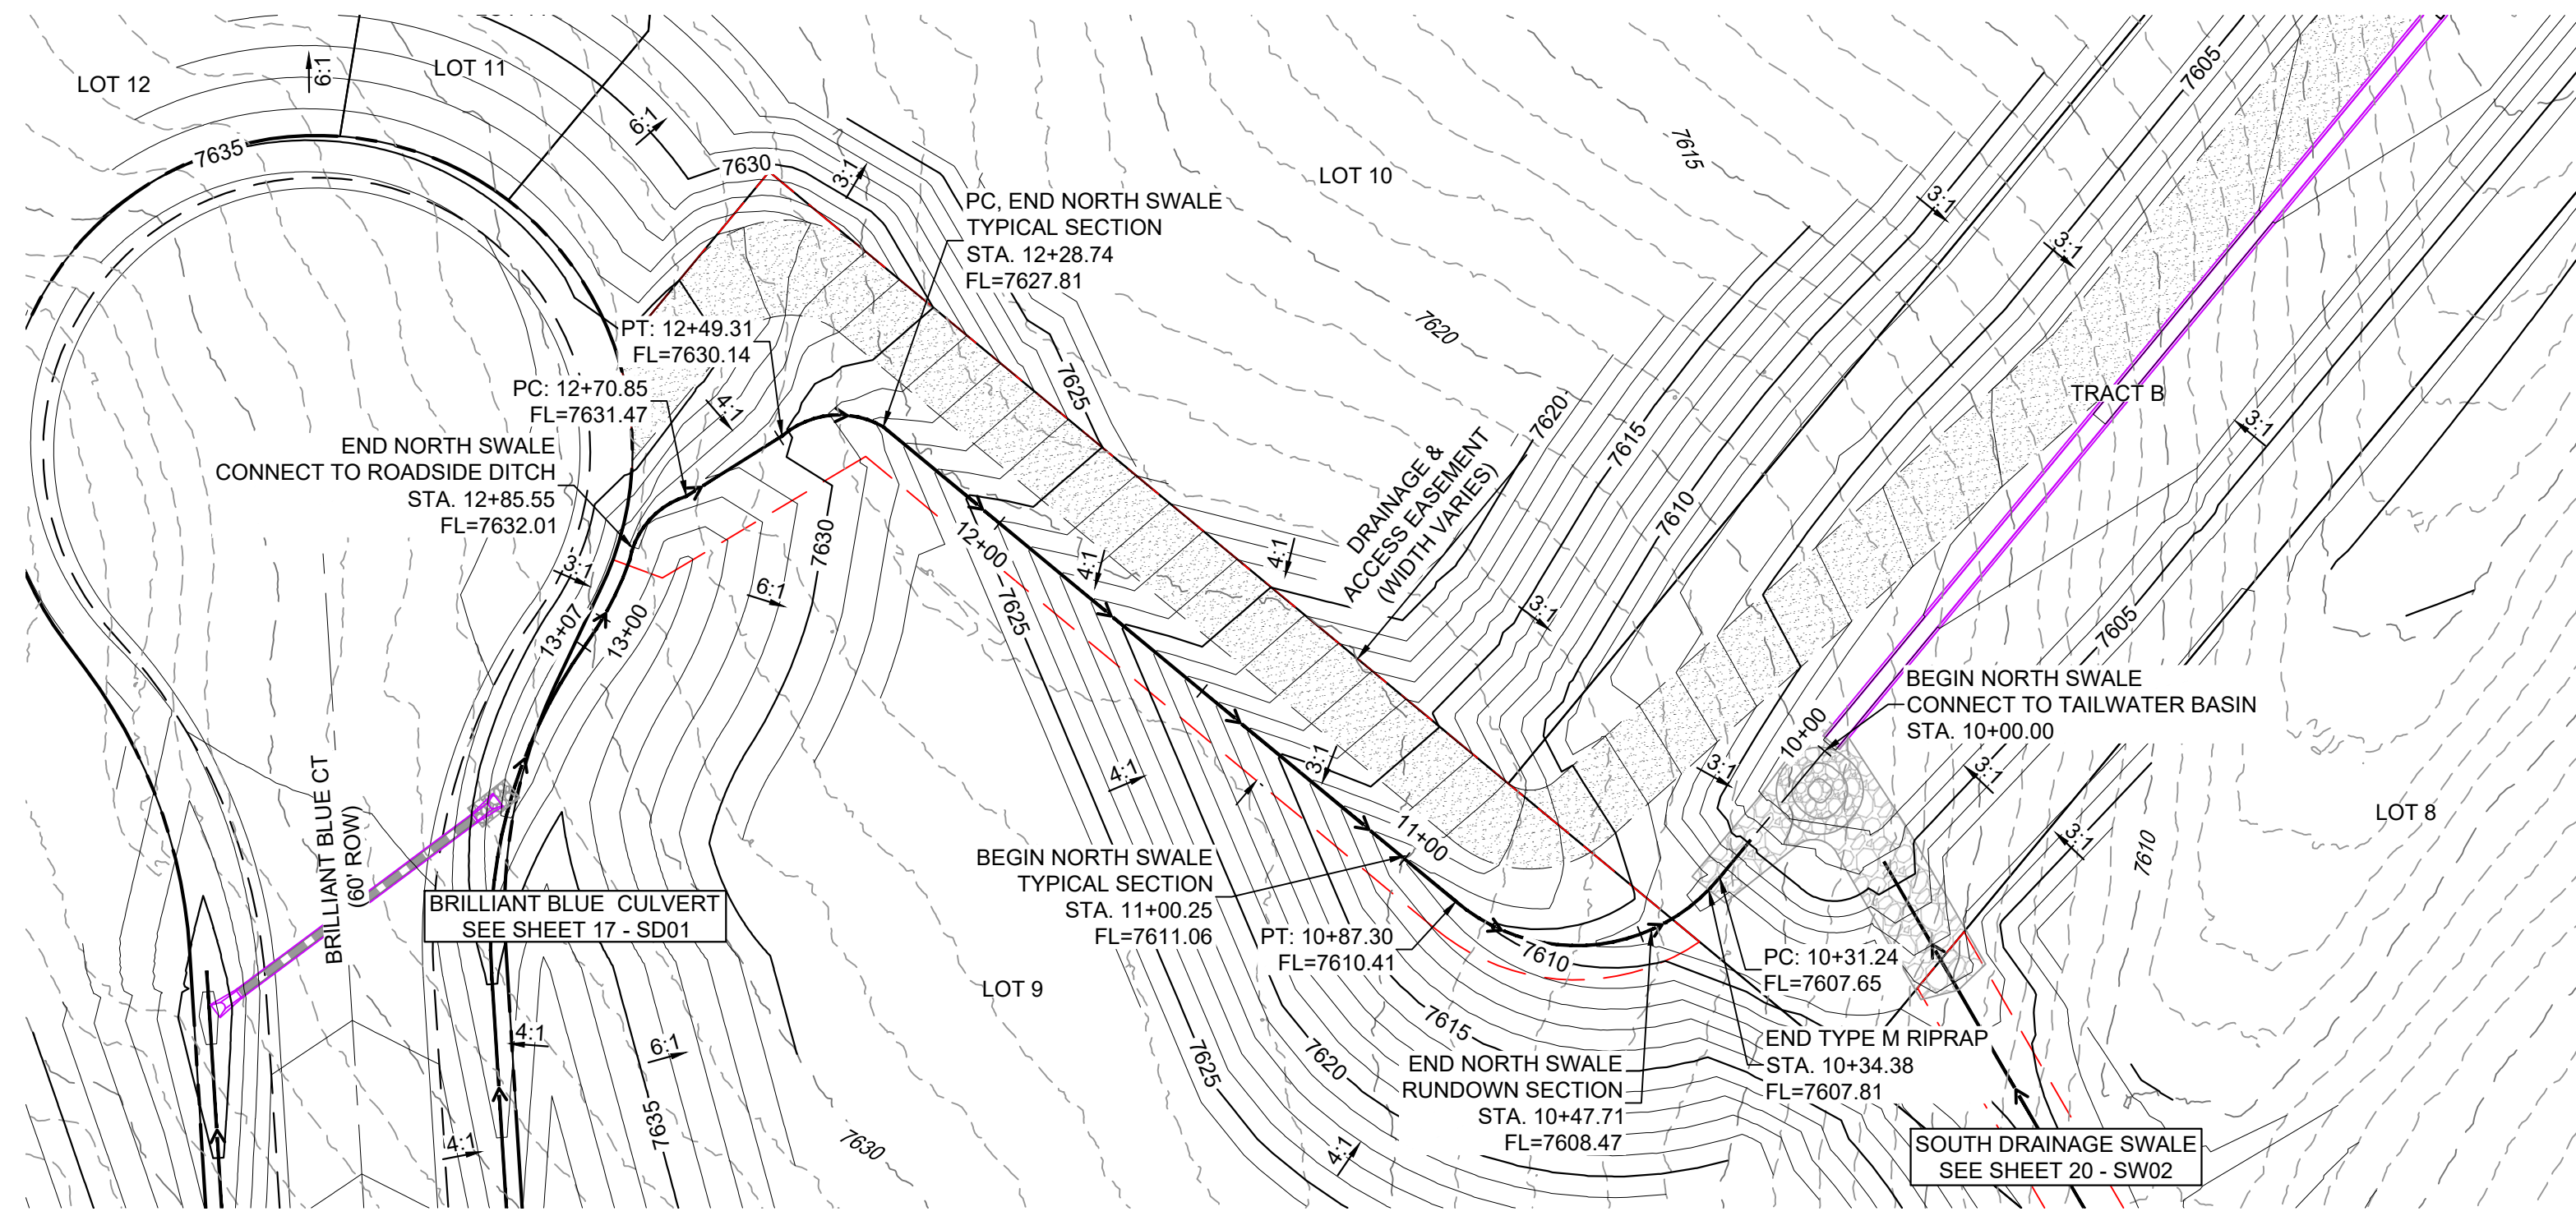 LOT 12
LOT 11
6:1
6:1
7635
7630
3:1
PC, END NORTH SWALE
TYPICAL SECTION
STA. 12+28.74
FL=7627.81
LOT 10
7615
7605
3:1
3:1
7620
PT: 12+49.31
FL=7630.14
PC: 12+70.85
FL=7631.47
4:1
7625
END NORTH SWALE
CONNECT TO ROADSIDE DITCH
STA. 12+85.55
FL=7632.01
DRAINAGE &
ACCESS EASEMENT
(WIDTH VARIES)
7620
7615
7610
TRACT B
3:1
3:1
13+07
13+00
6:1
7630
12+00
7625
4:1
4:1
3:1
7605
BEGIN NORTH SWALE
CONNECT TO TAILWATER BASIN
STA. 10+00.00
10+00
BRILLIANT BLUE CT
(60' ROW)
4:1
3:1
3:1
3:1
3:1
7610
LOT 8
11+00
BEGIN NORTH SWALE
TYPICAL SECTION
STA. 11+00.25
FL=7611.06
BRILLIANT BLUE CULVERT
SEE SHEET 17 - SD01
PT: 10+87.30
FL=7610.41
7610
PC: 10+31.24
FL=7607.65
LOT 9
7615
7620
7625
4:1
6:1
7635
4:1
7630
END NORTH SWALE
RUNDOWN SECTION
STA. 10+47.71
FL=7608.47
END TYPE M RIPRAP
STA. 10+34.38
FL=7607.81
4:1
SOUTH DRAINAGE SWALE
SEE SHEET 20 - SW02